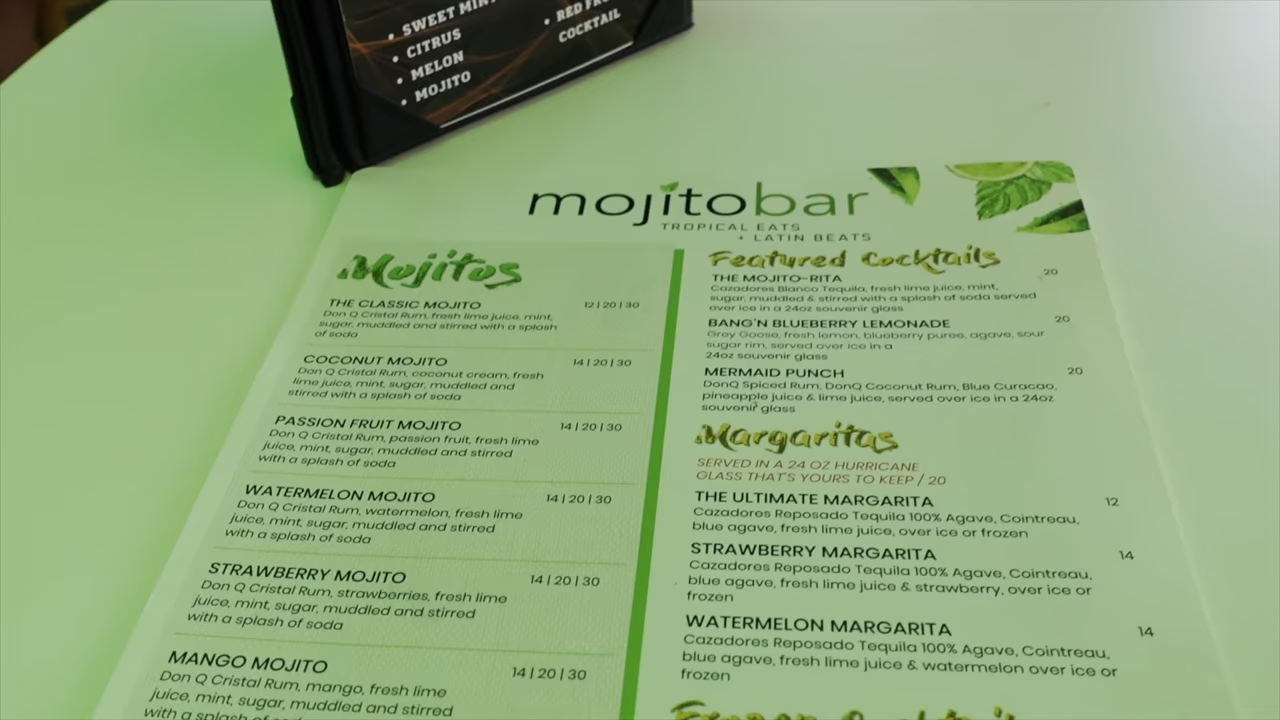 • SWEET MINT
• CITRUS
• MELON
• MOJITO
• RED
COCKTAIL
mojitobar
TROPICAL EATS
+ LATIN BEATS
Mojitos
THE CLASSIC MOJITO 12 | 20 | 30
Don Q Cristal Rum, fresh lime juice, mint,
sugar, muddled and stirred with a splash
of soda
COCONUT MOJITO 14 | 20 | 30
Don Q Cristal Rum, coconut cream, fresh
lime juice, mint, sugar, muddled and
stirred with a splash of soda
PASSION FRUIT MOJITO 14 | 20 | 30
Don Q Cristal Rum, passion fruit, fresh lime
juice, mint, sugar, muddled and stirred
with a splash of soda
WATERMELON MOJITO 14 | 20 | 30
Don Q Cristal Rum, watermelon, fresh lime
juice, mint, sugar, muddled and stirred
with a splash of soda
STRAWBERRY MOJITO 14 | 20 | 30
Don Q Cristal Rum, strawberries, fresh lime
juice, mint, sugar, muddled and stirred
with a splash of soda
MANGO MOJITO 14 | 20 | 30
Don Q Cristal Rum, mango, fresh lime
juice, mint, sugar, muddled and stirred
with a splash of soda
Featured Cocktails
THE MOJITO-RITA 20
Cazadores Blanco Tequila, fresh lime juice, mint,
sugar, muddled & stirred with a splash of soda served
over ice in a 24oz souvenir glass
BANG'N BLUEBERRY LEMONADE 20
Grey Goose, fresh lemon, blueberry puree, agave, sour
sugar rim, served over ice in a
24oz souvenir glass
MERMAID PUNCH 20
DonQ Spiced Rum, DonQ Coconut Rum, Blue Curacao,
pineapple juice & lime juice, served over ice in a 24oz
souvenir glass
Margaritas
SERVED IN A 24 OZ HURRICANE
GLASS THAT'S YOURS TO KEEP / 20
THE ULTIMATE MARGARITA 12
Cazadores Reposado Tequila 100% Agave, Cointreau,
blue agave, fresh lime juice, over ice or frozen
STRAWBERRY MARGARITA 14
Cazadores Reposado Tequila 100% Agave, Cointreau,
blue agave, fresh lime juice & strawberry, over ice or
frozen
WATERMELON MARGARITA 14
Cazadores Reposado Tequila 100% Agave, Cointreau,
blue agave, fresh lime juice & watermelon over ice or
frozen
Frozen Cocktails